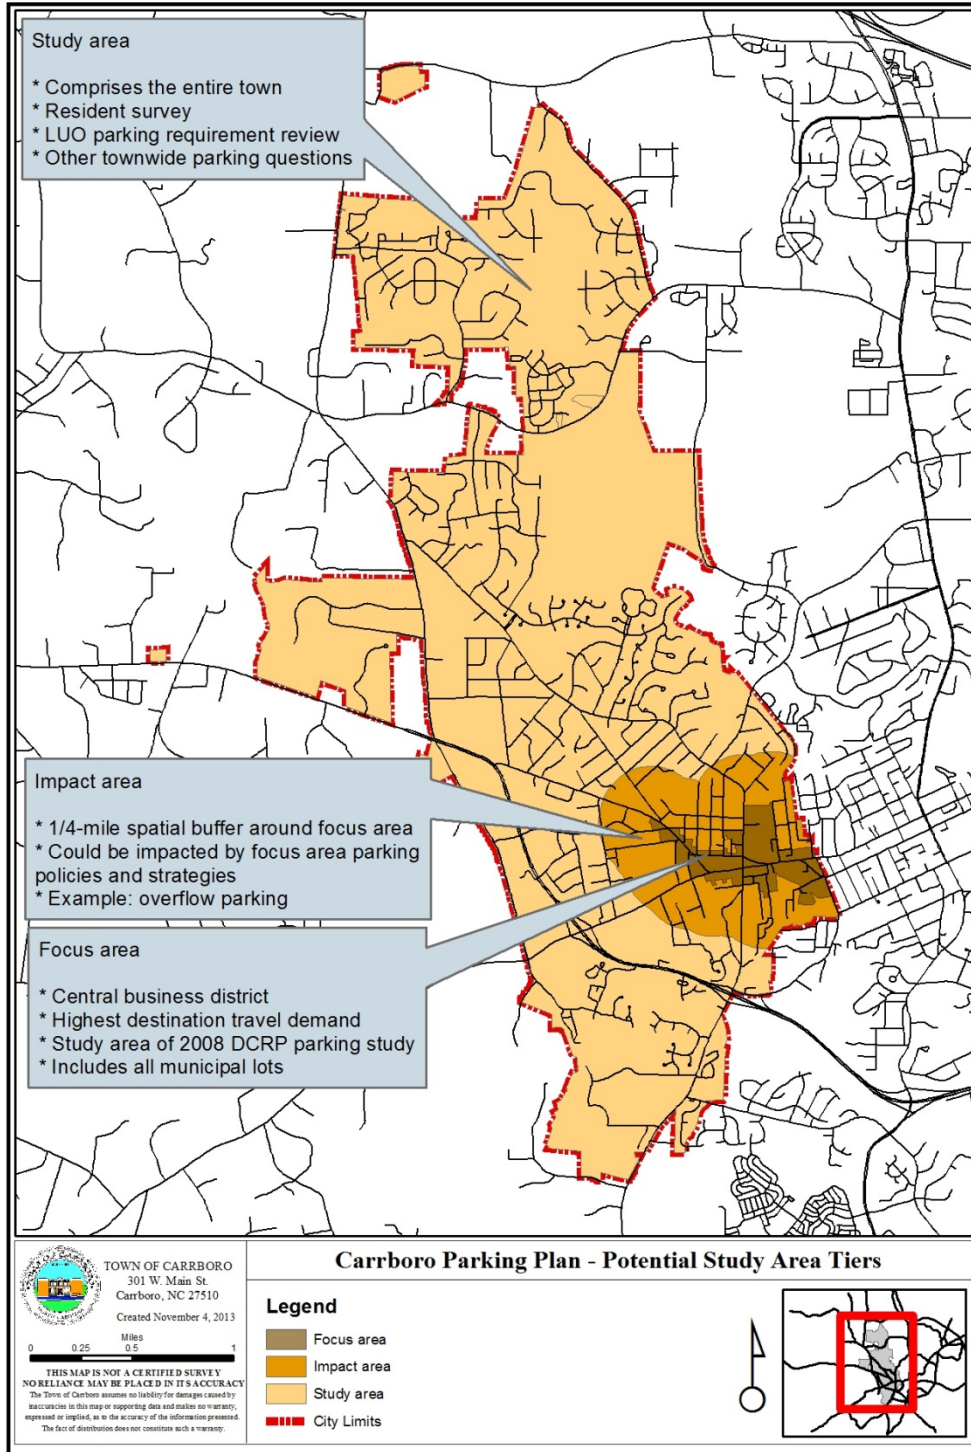 Study area
* Comprises the entire town
* Resident survey
* LUO parking requirement review
* Other townwide parking questions
Impact area
* 1/4-mile spatial buffer around focus area
* Could be impacted by focus area parking
policies and strategies
* Example: overflow parking
Focus area
* Central business district
* Highest destination travel demand
* Study area of 2008 DCRP parking study
* Includes all municipal lots
TOWN OF CARRBORO
301 W. Main St.
Carrboro, NC 27510
Created November 4, 2013
Miles
0 0.25 0.5 1
THIS MAP IS NOT A CERTIFIED SURVEY
NO RELIANCE MAY BE PLACED IN ITS ACCURACY
The Town of Carrboro assumes no liability for damages caused by
inaccuracies in this map or supporting data and makes no warranty,
expressed or implied, as to the accuracy of the information presented.
The fact of distribution does not constitute such a warranty.
Carrboro Parking Plan - Potential Study Area Tiers
Legend
Focus area
Impact area
Study area
City Limits